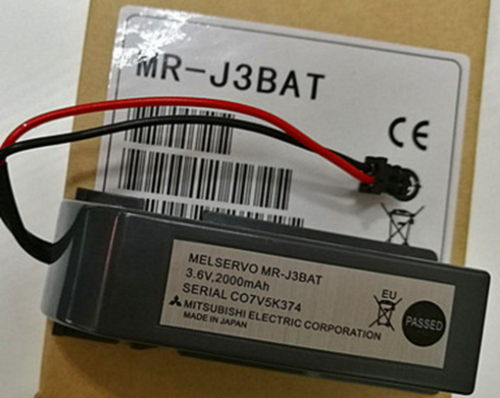 MR-J3BAT
CE
MELSERVO MR-J3BAT
3.6V,2000mAh
SERIAL CO7V5K374
MITSUBISHI ELECTRIC CORPORATION
MADE IN JAPAN
EU
PASSED